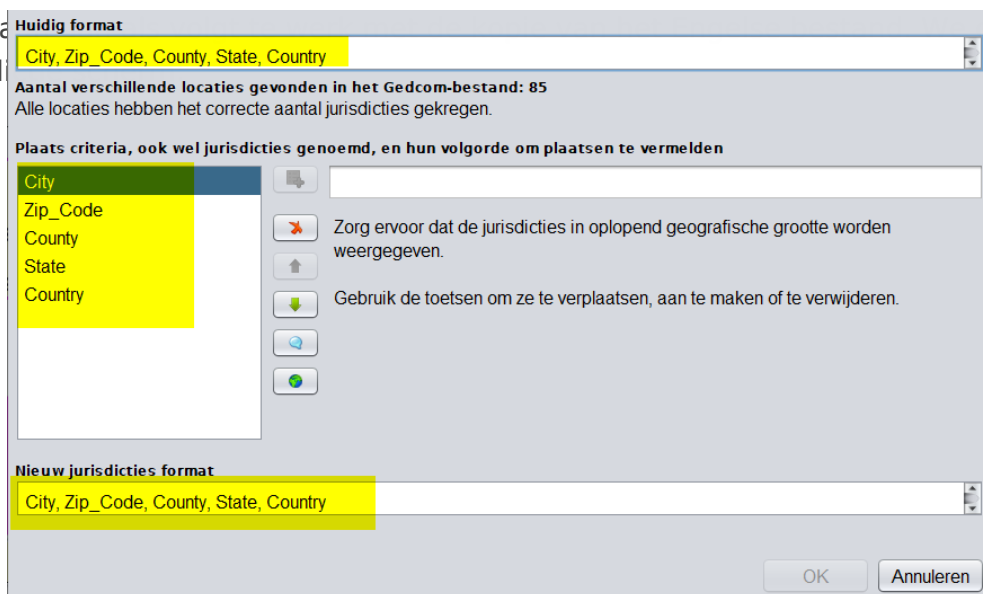 Huidig format
City, Zip_Code, County, State, Country
Aantal verschillende locaties gevonden in het Gedcom-bestand: 85
Alle locaties hebben het correcte aantal jurisdicties gekregen.
Plaats criteria, ook wel jurisdicties genoemd, en hun volgorde om plaatsen te vermelden
City
Zip_Code
County
State
Country
Zorg ervoor dat de jurisdicties in oplopend geografische grootte worden
weergegeven.
Gebruik de toetsen om ze te verplaatsen, aan te maken of te verwijderen.
Nieuw jurisdicties format
City, Zip_Code, County, State, Country
OK
Annuleren